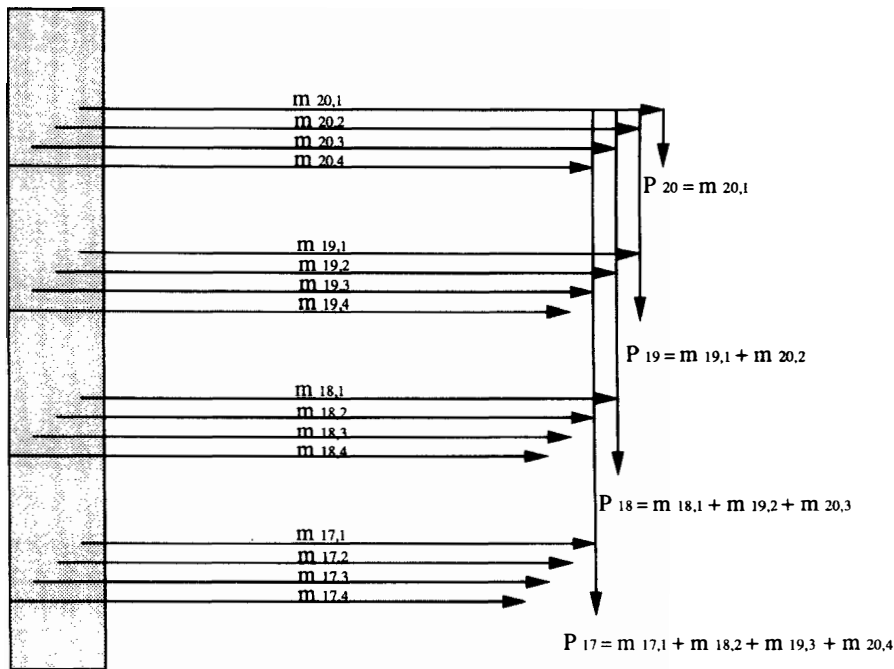 m 20,1
m 20,2
m 20,3
m 20,4
P 20 = m 20,1
m 19,1
m 19,2
m 19,3
m 19,4
P 19 = m 19,1 + m 20,2
m 18,1
m 18,2
m 18,3
m 18,4
P 18 = m 18,1 + m 19,2 + m 20,3
m 17,1
m 17,2
m 17,3
m 17,4
P 17 = m 17,1 + m 18,2 + m 19,3 + m 20,4